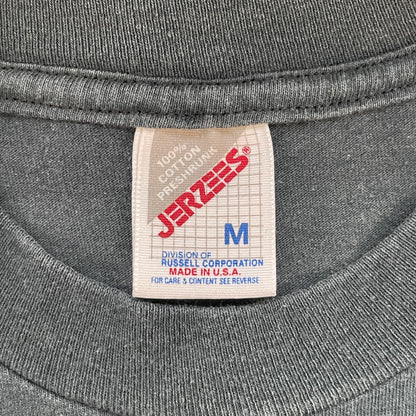 100%
COTTON
PRESHRUNK
JERZEES®
M
DIVISION OF
RUSSELL CORPORATION
MADE IN U.S.A.
FOR CARE & CONTENT SEE REVERSE